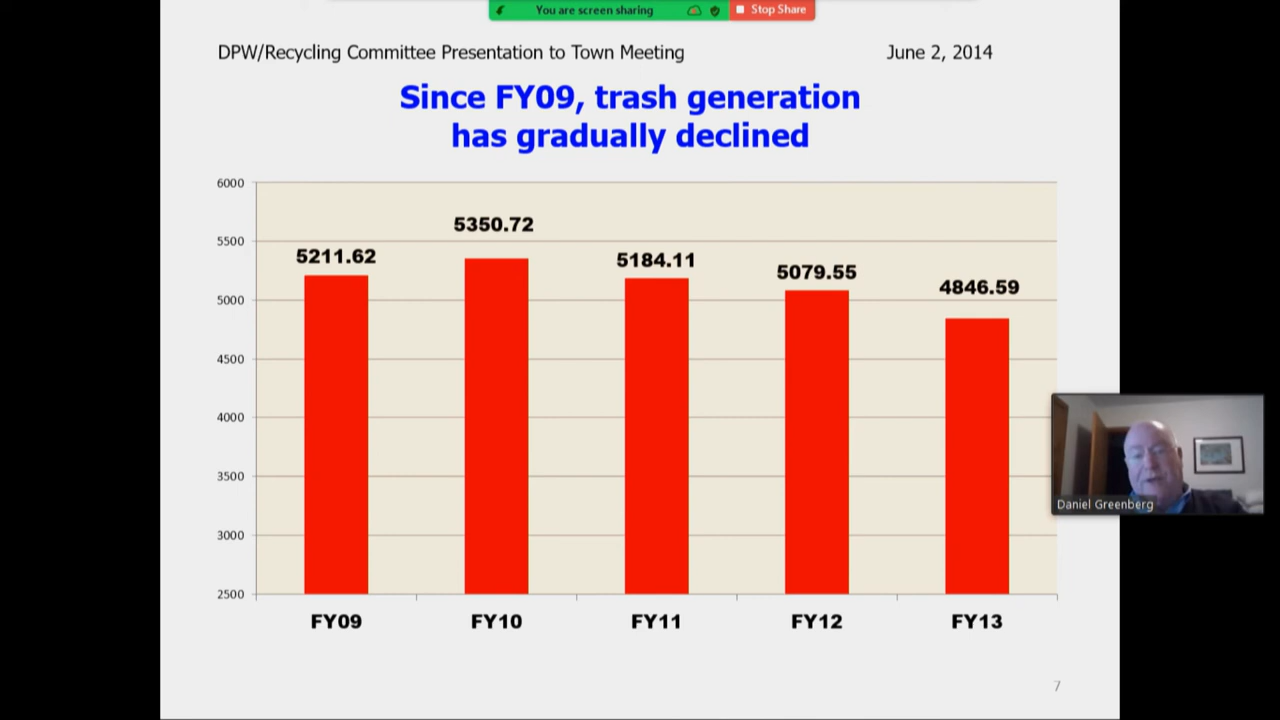 You are screen sharing
Stop Share
DPW/Recycling Committee Presentation to Town Meeting June 2, 2014
Since FY09, trash generation
has gradually declined
6000
5500
5000
4500
4000
3500
3000
2500
5211.62
5350.72
5184.11
5079.55
4846.59
FY09 FY10 FY11 FY12 FY13
Daniel Greenberg
7